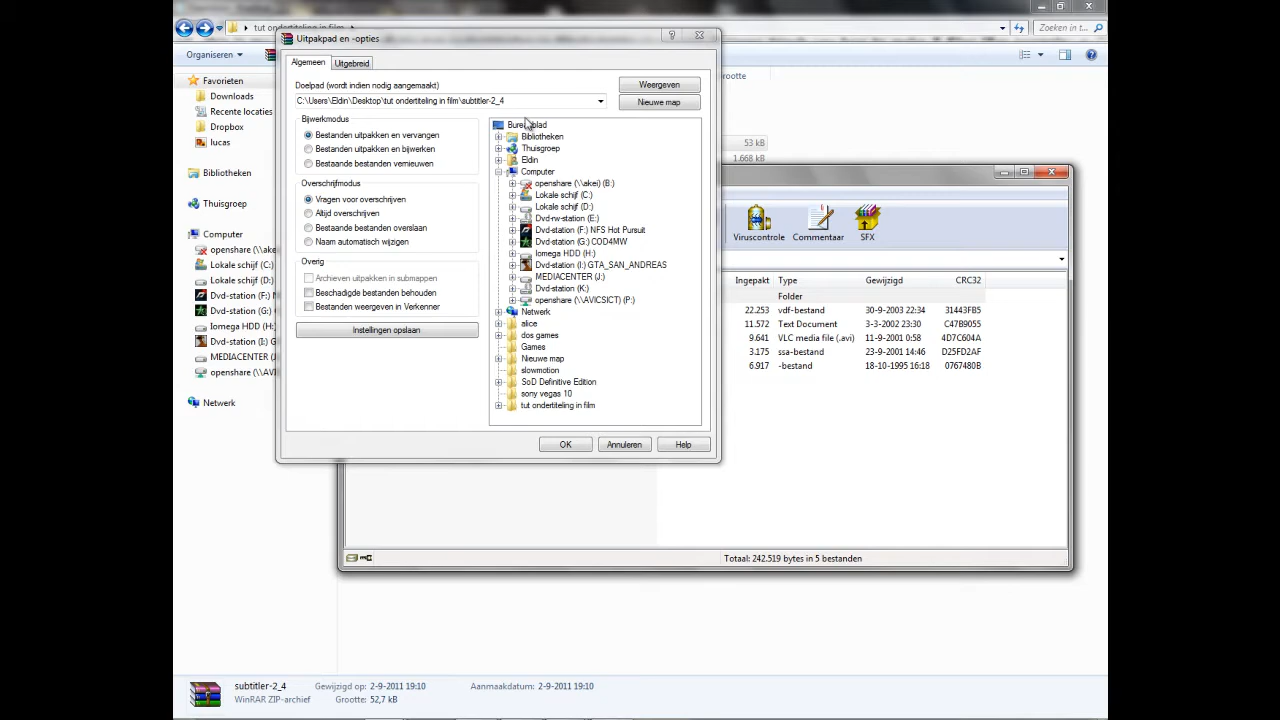 tut ondertiteling in film
Zoeken in t...
Organiseren
rootte
Favorieten
Downloads
Recente locaties
Dropbox
lucas
Bibliotheken
Thuisgroep
Computer
openshare (\\akei
Lokale schijf (C:)
Lokale schijf (D:)
Dvd-station (F:) N
Dvd-station (G:) C
Iomega HDD (H:)
Dvd-station (I:) G
MEDIACENTER (J:)
openshare (\\AVI
Netwerk
Uitpakpad en -opties
Algemeen
Uitgebreid
Doelpad (wordt indien nodig aangemaakt)
C:\Users\Eldin\Desktop\tut ondertiteling in film\subtitler-2_4
Weergeven
Nieuwe map
Bijwerkmodus
Bestanden uitpakken en vervangen
Bestanden uitpakken en bijwerken
Bestaande bestanden vernieuwen
Overschrijfmodus
Vragen voor overschrijven
Altijd overschrijven
Bestaande bestanden overslaan
Naam automatisch wijzigen
Overig
Archieven uitpakken in submappen
Beschadigde bestanden behouden
Bestanden weergeven in Verkenner
Instellingen opslaan
Bureaublad
Bibliotheken
Thuisgroep
Eldin
Computer
openshare (\\akei) (B:)
Lokale schijf (C:)
Lokale schijf (D:)
Dvd-rw-station (E:)
Dvd-station (F:) NFS Hot Pursuit
Dvd-station (G:) COD4MW
Iomega HDD (H:)
Dvd-station (I:) GTA_SAN_ANDREAS
MEDIACENTER (J:)
Dvd-station (K:)
openshare (\\AVICSICT) (P:)
Netwerk
alice
dos games
Games
Nieuwe map
slowmotion
SoD Definitive Edition
sony vegas 10
tut ondertiteling in film
OK
Annuleren
Help
53 kB
1.668 kB
Viruscontrole
Commentaar
SFX
Ingepakt Type Gewijzigd CRC32
Folder
22.253 vdf-bestand 30-9-2003 22:34 31443FB5
11.572 Text Document 3-3-2002 23:30 C47B9055
9.641 VLC media file (.avi) 11-9-2001 0:58 4D7C604A
3.175 ssa-bestand 23-9-2001 14:46 D25FD2AF
6.917 -bestand 18-10-1995 16:18 0767480B
Totaal: 242.519 bytes in 5 bestanden
subtitler-2_4 Gewijzigd op: 2-9-2011 19:10 Aanmaakdatum: 2-9-2011 19:10
WinRAR ZIP-archief Grootte: 52,7 kB